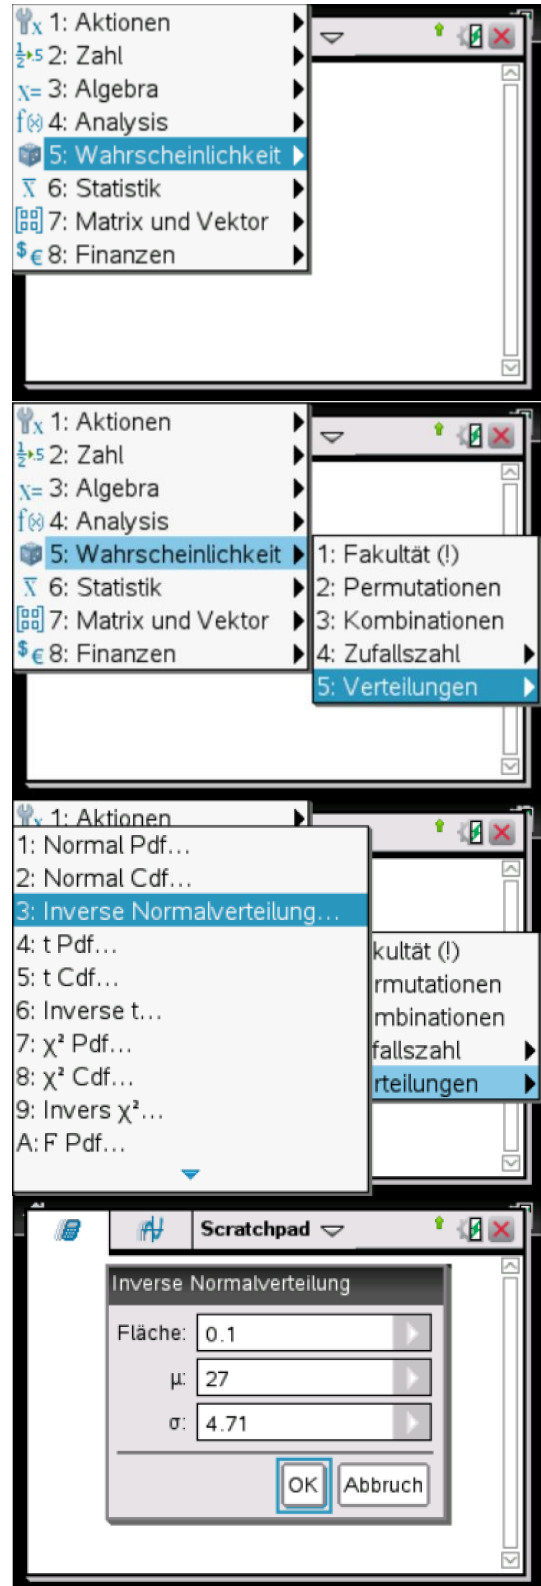 1: Aktionen
2: Zahl
3: Algebra
4: Analysis
5: Wahrscheinlichkeit
6: Statistik
7: Matrix und Vektor
8: Finanzen
1: Aktionen
2: Zahl
3: Algebra
4: Analysis
5: Wahrscheinlichkeit
6: Statistik
7: Matrix und Vektor
8: Finanzen
1: Fakultät (!)
2: Permutationen
3: Kombinationen
4: Zufallszahl
5: Verteilungen
1: Aktionen
1: Normal Pdf...
2: Normal Cdf...
3: Inverse Normalverteilung...
4: t Pdf...
5: t Cdf...
6: Inverse t...
7: χ² Pdf...
8: χ² Cdf...
9: Invers χ²...
A: F Pdf...
kultät (!)
rmutationen
mbinationen
fallszahl
rteilungen
Scratchpad
Inverse Normalverteilung
Fläche: 0.1
μ: 27
σ: 4.71
OK Abbruch